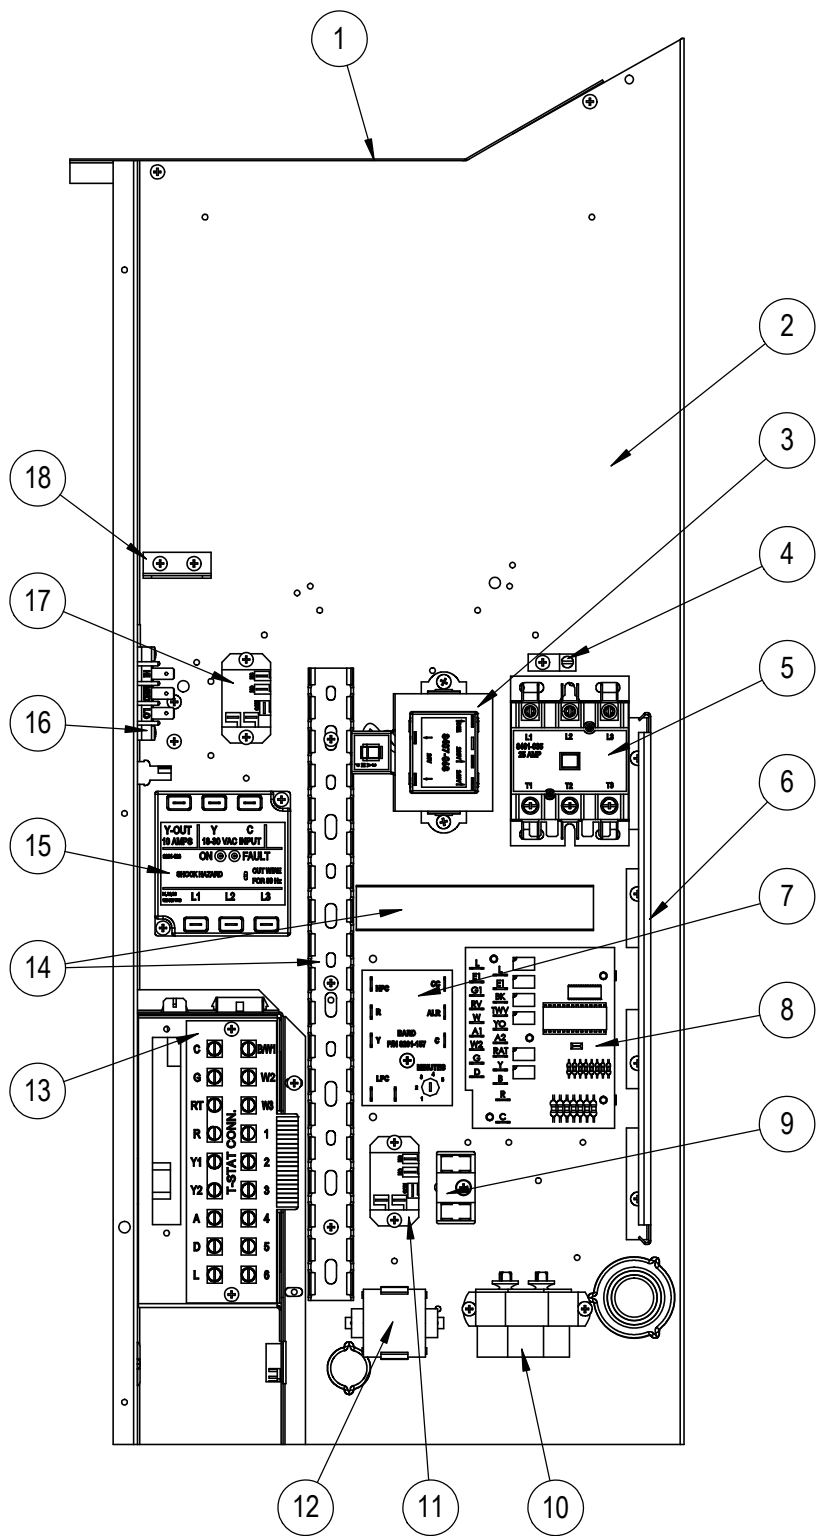 1
2
3
4
5
6
7
8
9
10
11
12
13
14
15
16
17
18
L1 L2 L3
25 AMP
T1 T2 T3
Y-OUT Y C
10 AMPS 18-30 VAC INPUT
ON FAULT
SHOCK HAZARD
CUT WIRE
FOR 50 Hz
L1 L2 L3
HPC CC
R ALR
BARD
Y C
MINUTES
LPC
L
E1
G1
RV
W
A1
W2
G
D
L
E1
BK
TWV
YO
A2
RAT
Y
B
R
C
C B/W1
G W2
RT W3
R 1
Y1 2
Y2 3
A 4
D 5
L 6
T-STAT CONN.